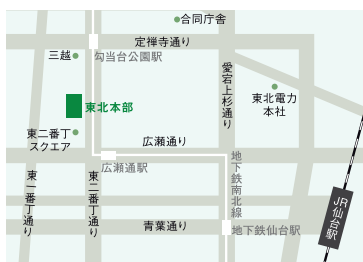 合同庁舎
定禅寺通り
三越
勾当台公園駅
愛宕上杉通り
東北電力
本社
東北本部
東二番丁
スクエア
広瀬通り
広瀬通駅
地下鉄南北線
東一番丁通り
東二番丁通り
青葉通り
地下鉄仙台駅
JR仙台駅